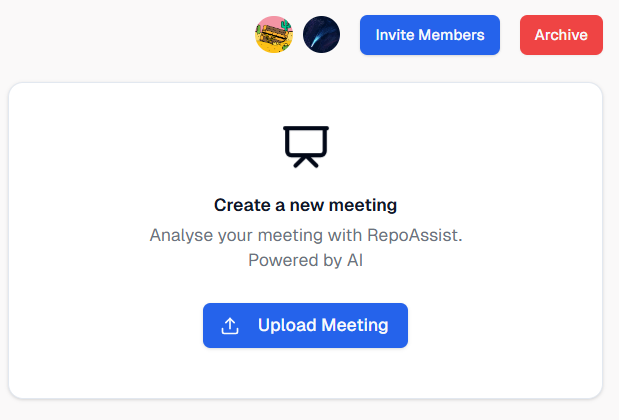 Invite Members
Archive
Create a new meeting
Analyse your meeting with RepoAssist.
Powered by AI
Upload Meeting